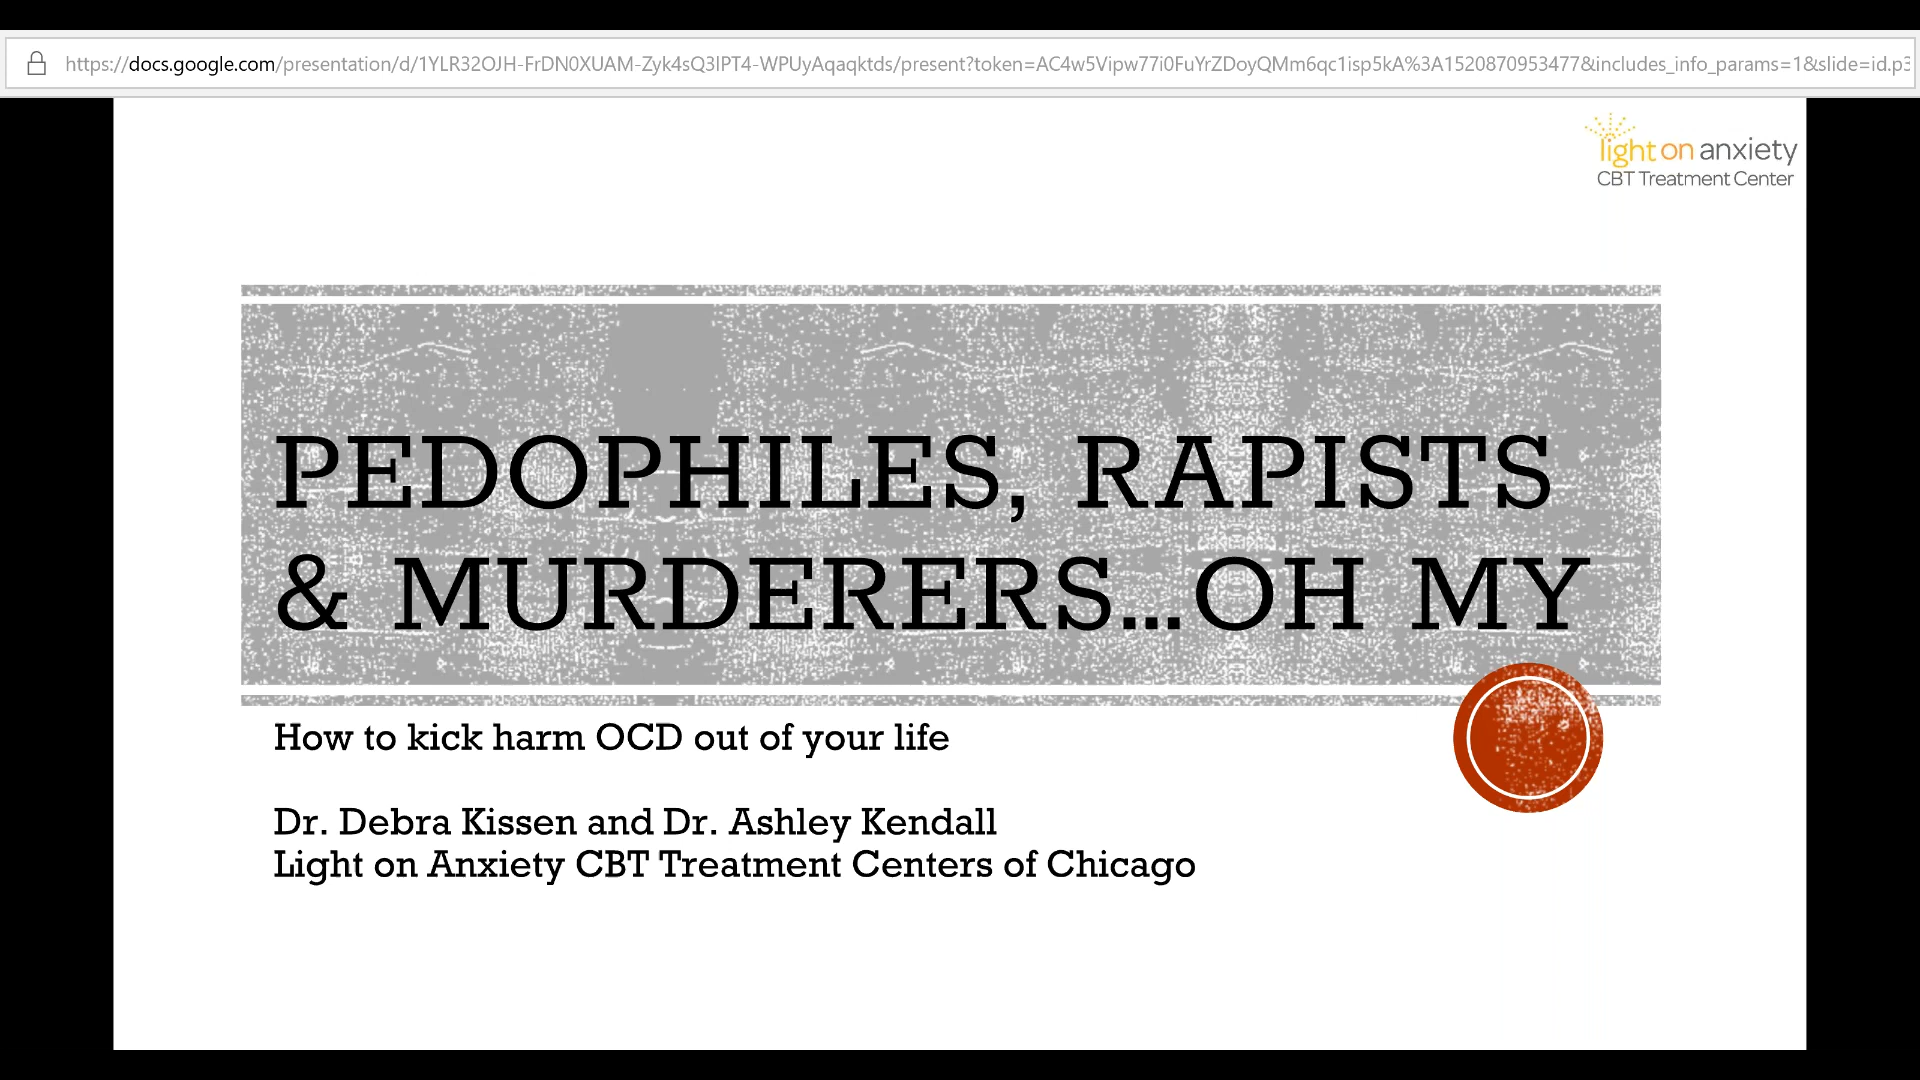 https://docs.google.com/presentation/d/1YLR32OJH-FrDN0XUAM-Zyk4sQ3lPT4-WPUyAqaqktds/present?token=AC4w5Vipw77i0FuYrZDoyQMm6qc1isp5kA%3A1520870953477&includes_info_params=1&slide=id.p3
light on anxiety
CBT Treatment Center
PEDOPHILES, RAPISTS
& MURDERERS...OH MY
How to kick harm OCD out of your life
Dr. Debra Kissen and Dr. Ashley Kendall
Light on Anxiety CBT Treatment Centers of Chicago